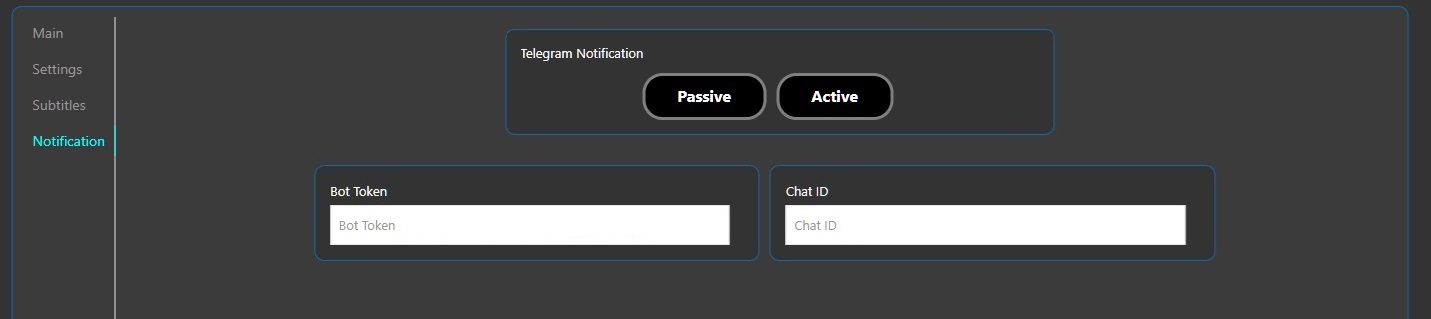 Main
Settings
Subtitles
Notification
Telegram Notification
Passive
Active
Bot Token
Bot Token
Chat ID
Chat ID